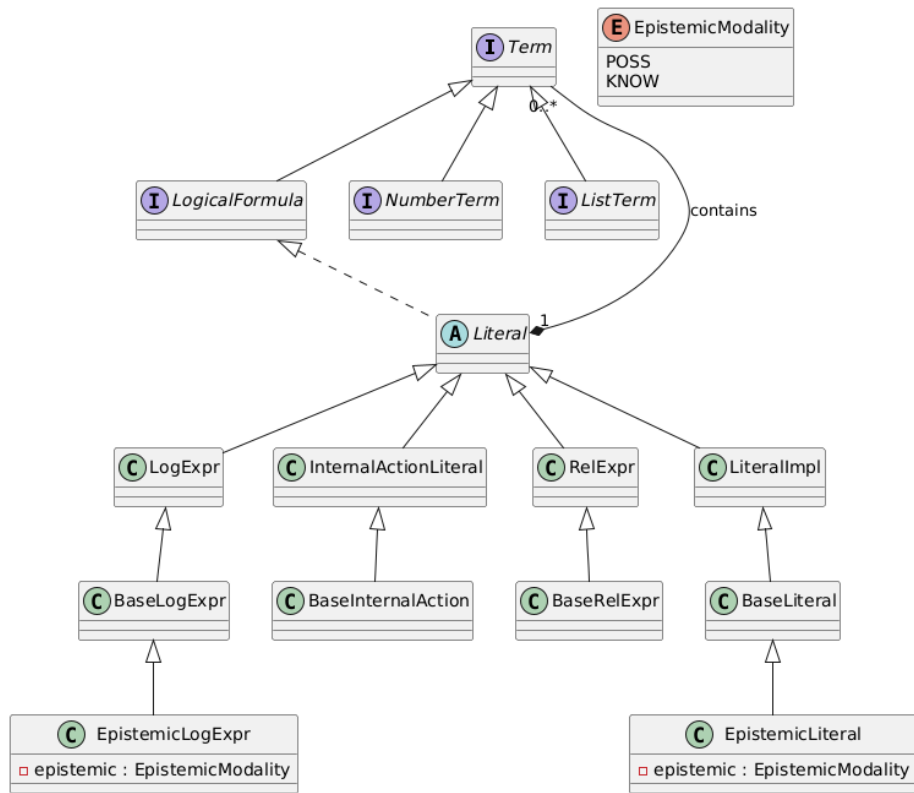 I Term
E EpistemicModality
POSS
KNOW
0..*
I LogicalFormula
I NumberTerm
I ListTerm
contains
1
A Literal
C LogExpr
C InternalActionLiteral
C RelExpr
C LiteralImpl
C BaseLogExpr
C BaseInternalAction
C BaseRelExpr
C BaseLiteral
C EpistemicLogExpr
epistemic : EpistemicModality
C EpistemicLiteral
epistemic : EpistemicModality